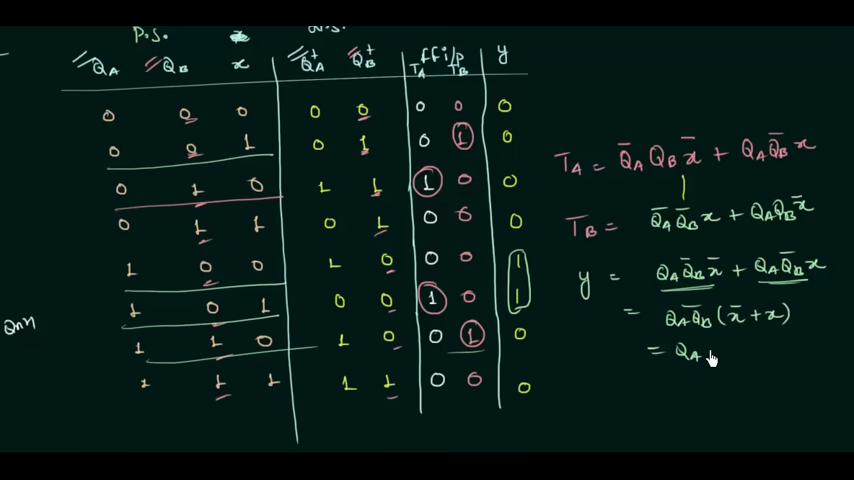 P.S. x
Q_A Q_B x Q_A^+ Q_B^+ ff i/p T_A T_B y
0 0 0 0 0 0 0 0
0 0 1 0 1 0 1 0
0 1 0 1 1 1 0 0
0 1 1 0 1 0 0 0
1 0 0 1 0 0 0 1
1 0 1 0 0 1 0 1
1 1 0 1 0 0 1 0
1 1 1 1 1 0 0 0
T_A = Q̄_A Q_B x̄ + Q_A Q̄_B x
T_B = Q̄_A Q̄_B x + Q_A Q_B x̄
y = Q_A Q̄_B x̄ + Q_A Q̄_B x
= Q_A Q̄_B (x̄ + x)
= Q_A